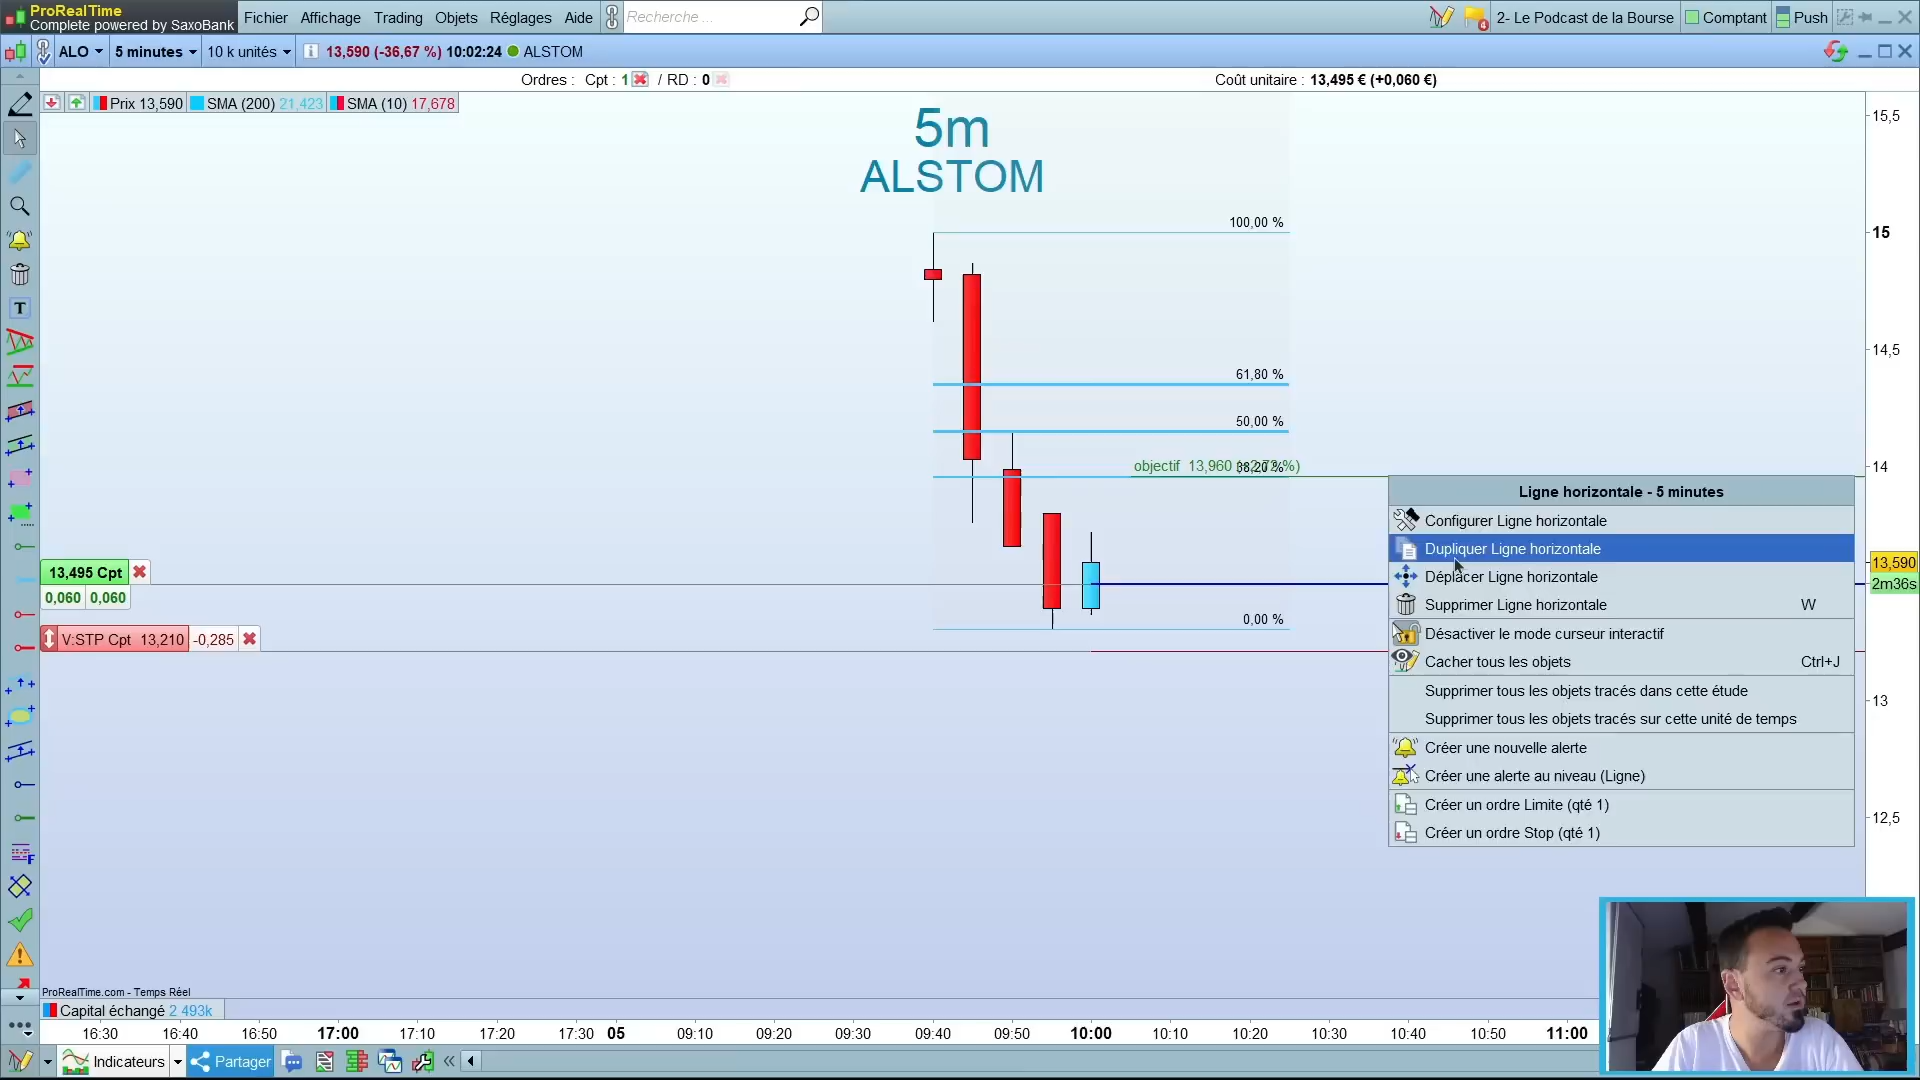 ProRealTime
Complete powered by SaxoBank
Fichier Affichage Trading Objets Réglages Aide
Recherche ...
2- Le Podcast de la Bourse
Comptant
Push
ALO
5 minutes
10 k unités
13,590 (-36,67 %) 10:02:24
ALSTOM
Ordres : Cpt : 1 / RD : 0
Coût unitaire : 13,495 € (+0,060 €)
Prix 13,590
SMA (200) 21,423
SMA (10) 17,678
5m
ALSTOM
15,5
100,00 %
15
14,5
61,80 %
50,00 %
objectif 13,960
14
Ligne horizontale - 5 minutes
Configurer Ligne horizontale
Dupliquer Ligne horizontale
Déplacer Ligne horizontale
Supprimer Ligne horizontale W
Désactiver le mode curseur interactif
Cacher tous les objets Ctrl+J
Supprimer tous les objets tracés dans cette étude
Supprimer tous les objets tracés sur cette unité de temps
Créer une nouvelle alerte
Créer une alerte au niveau (Ligne)
Créer un ordre Limite (qté 1)
Créer un ordre Stop (qté 1)
13,590
2m36s
13,495 Cpt
0,060 0,060
0,00 %
V:STP Cpt 13,210 -0,285
13
12,5
ProRealTime.com - Temps Réel
Capital échangé 2 493k
16:30 16:40 16:50 17:00 17:10 17:20 17:30 05 09:10 09:20 09:30 09:40 09:50 10:00 10:10 10:20 10:30 10:40 10:50 11:00
Indicateurs
Partager